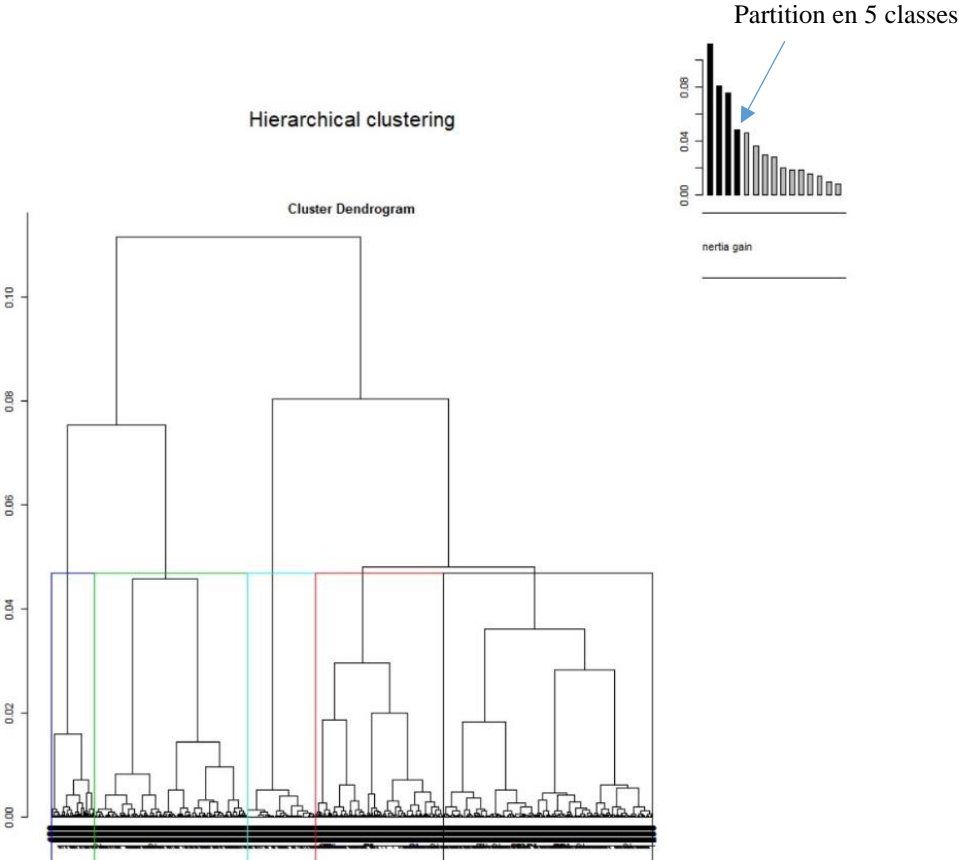 Partition en 5 classes
0.08
0.04
0.00
nertia gain
Hierarchical clustering
Cluster Dendrogram
0.10
0.08
0.06
0.04
0.02
0.00